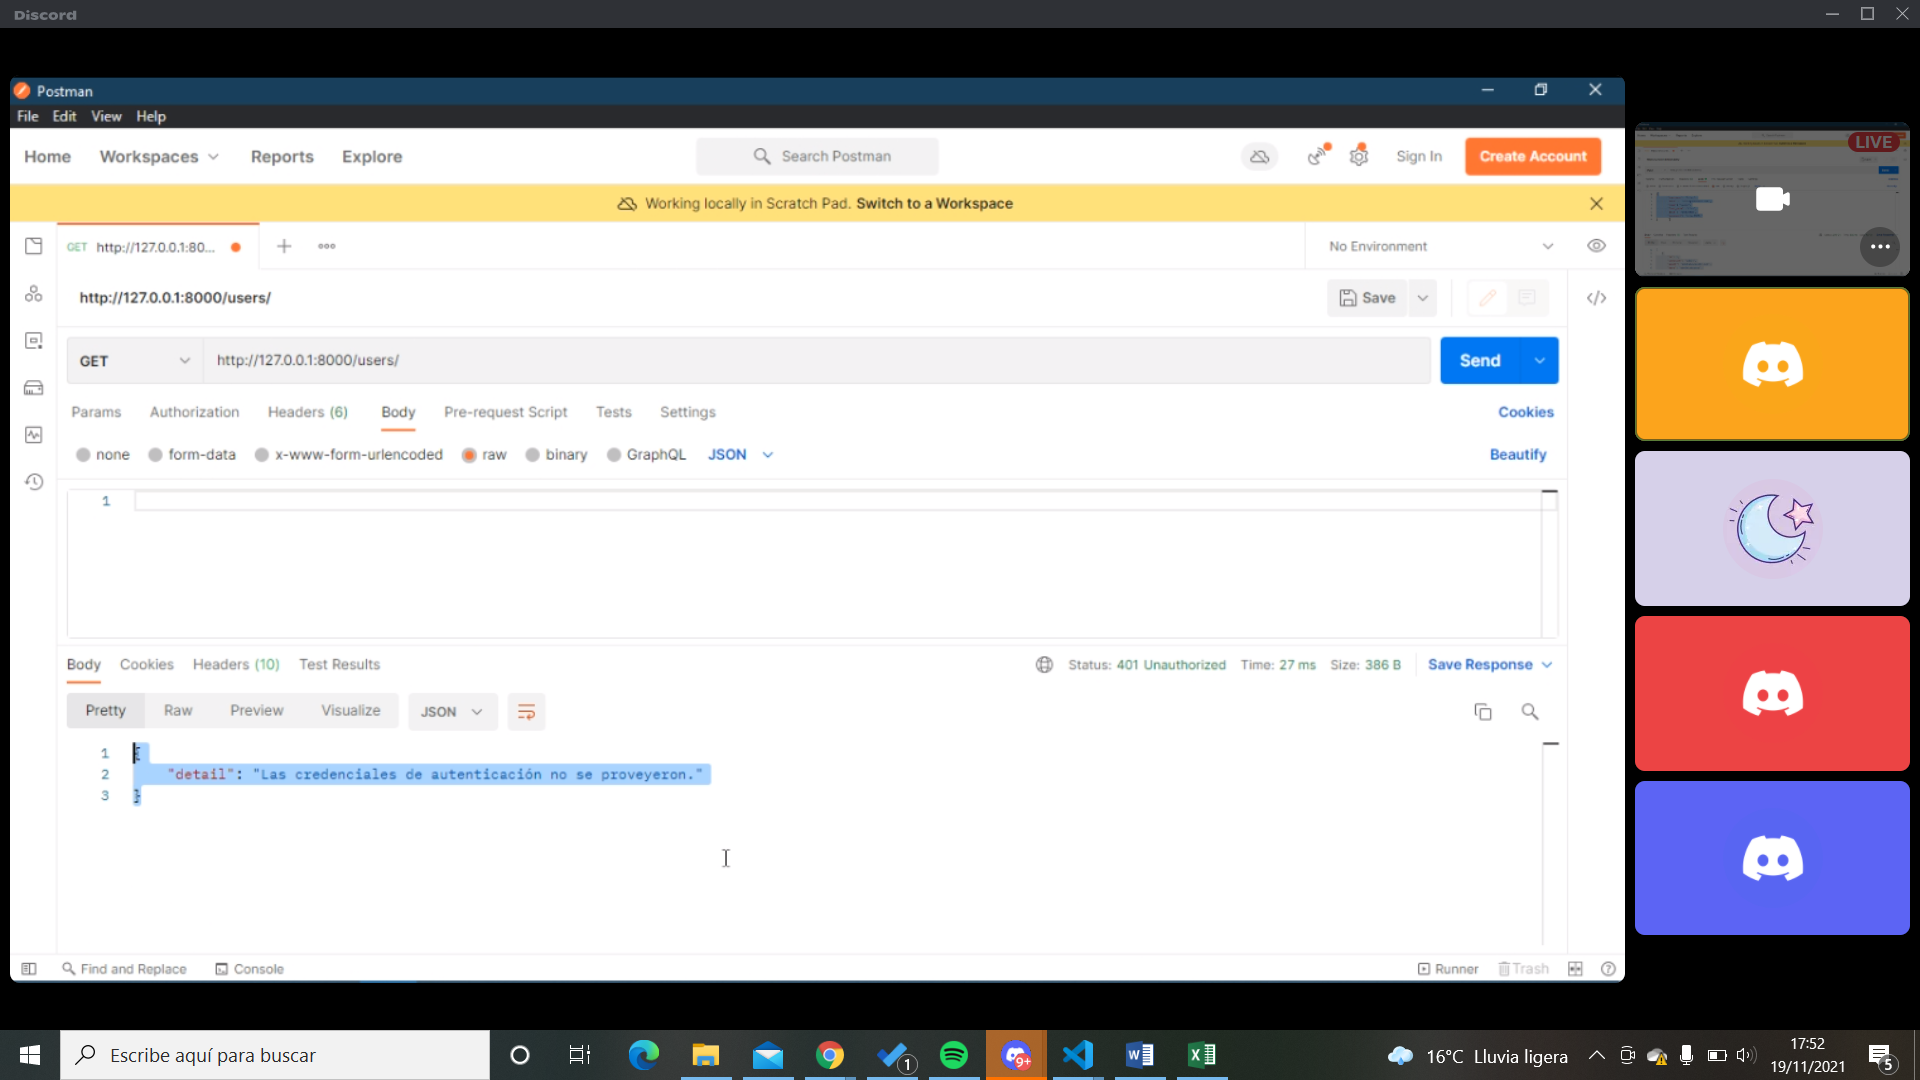 Discord
Postman
File Edit View Help
Home Workspaces Reports Explore Search Postman Sign In Create Account
Working locally in Scratch Pad. Switch to a Workspace
GET http://127.0.0.1:80... No Environment
http://127.0.0.1:8000/users/ Save
GET http://127.0.0.1:8000/users/ Send
Params Authorization Headers (6) Body Pre-request Script Tests Settings Cookies
none form-data x-www-form-urlencoded raw binary GraphQL JSON Beautify
1
Body Cookies Headers (10) Test Results Status: 401 Unauthorized Time: 27 ms Size: 386 B Save Response
Pretty Raw Preview Visualize JSON
1 {
2 "detail": "Las credenciales de autenticación no se proveyeron."
3 }
Find and Replace Console Runner Trash
LIVE
Escribe aquí para buscar
1
9+
16°C Lluvia ligera
17:52
19/11/2021
5